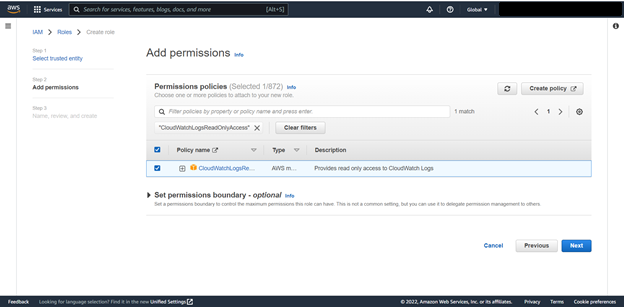 aws
Services
Search for services, features, blogs, docs, and more
[Alt+S]
Global
IAM
Roles
Create role
Step 1
Select trusted entity
Step 2
Add permissions
Step 3
Name, review, and create
Add permissions Info
Permissions policies (Selected 1/872) Info
Choose one or more policies to attach to your new role.
Create policy
Filter policies by property or policy name and press enter.
1 match
1
"CloudWatchLogsReadOnlyAccess"
Clear filters
Policy name
Type
Description
CloudWatchLogsRe...
AWS m...
Provides read only access to CloudWatch Logs
Set permissions boundary - optional Info
Set a permissions boundary to control the maximum permissions this role can have. This is not a common setting, but you can use it to delegate permission management to others.
Cancel
Previous
Next
Feedback
Looking for language selection? Find it in the new Unified Settings
© 2022, Amazon Web Services, Inc. or its affiliates.
Privacy
Terms
Cookie preferences